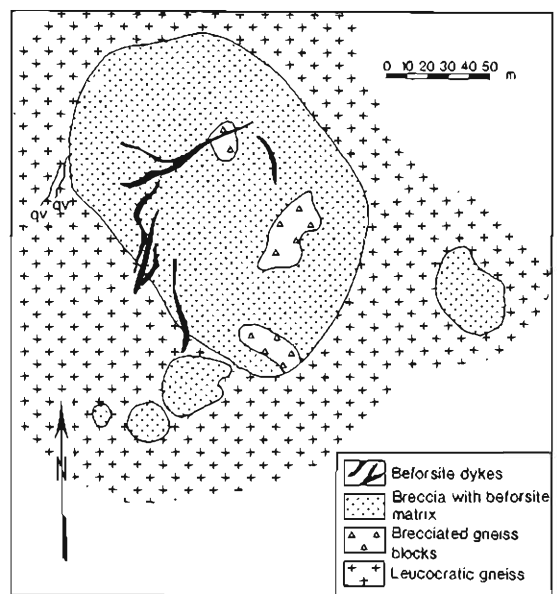 0 10 20 30 40 50 m
qv qv
N
Beforsite dykes
Breccia with beforsite
matrix
Brecciated gneiss
blocks
Leucocratic gneiss